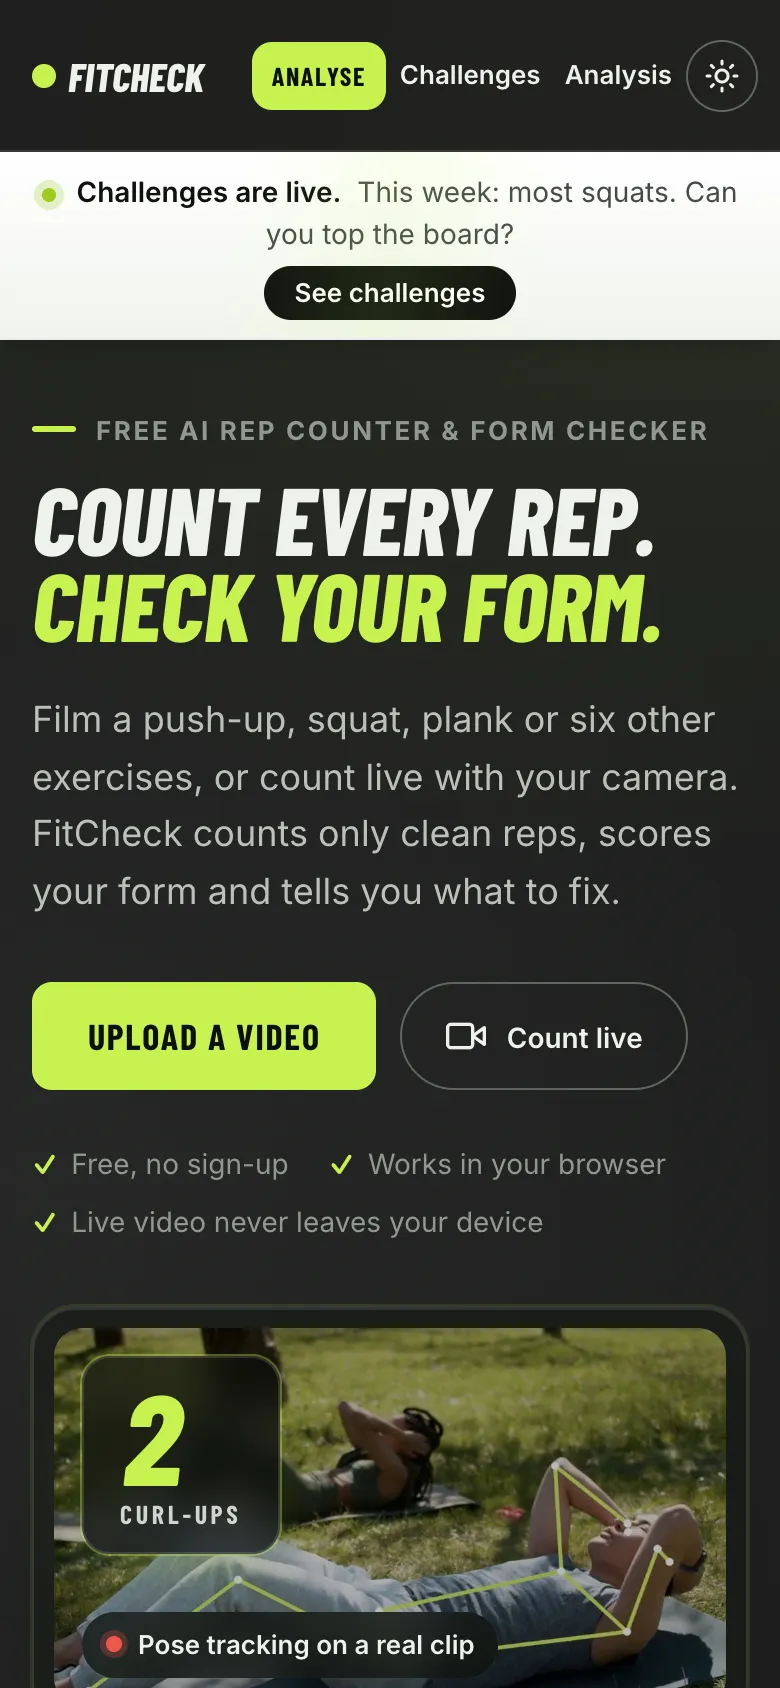 FITCHECK
ANALYSE
Challenges
Analysis
Challenges are live. This week: most squats. Can
you top the board?
See challenges
FREE AI REP COUNTER & FORM CHECKER
COUNT EVERY REP.
CHECK YOUR FORM.
Film a push-up, squat, plank or six other
exercises, or count live with your camera.
FitCheck counts only clean reps, scores
your form and tells you what to fix.
UPLOAD A VIDEO
Count live
Free, no sign-up
Works in your browser
Live video never leaves your device
2
CURL-UPS
Pose tracking on a real clip